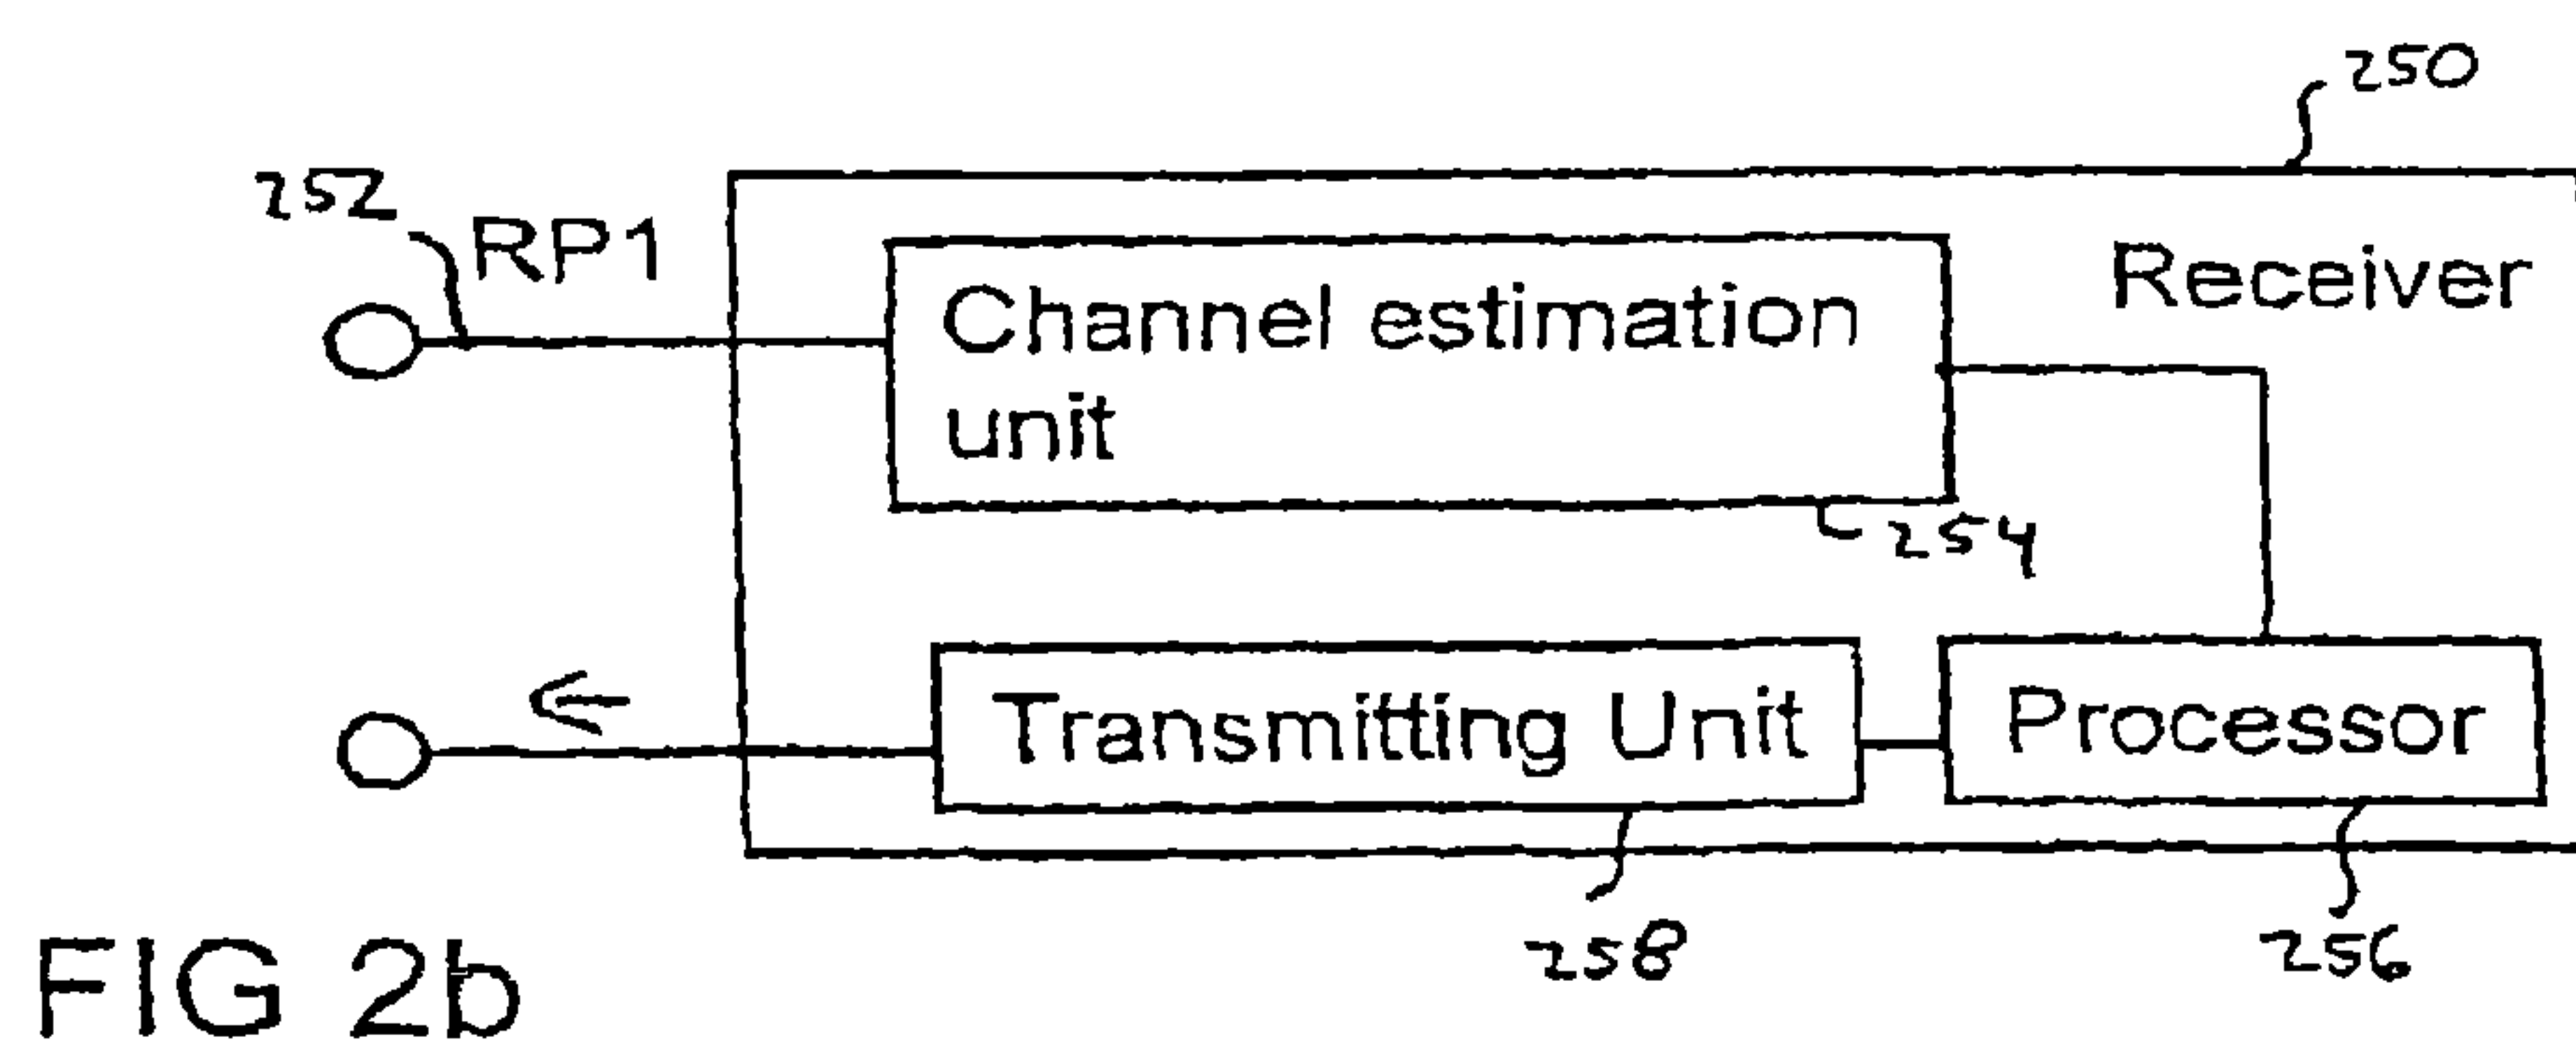 250
252
RP1
Receiver
Channel estimation
unit
254
Transmitting Unit
Processor
258
256
FIG 2b